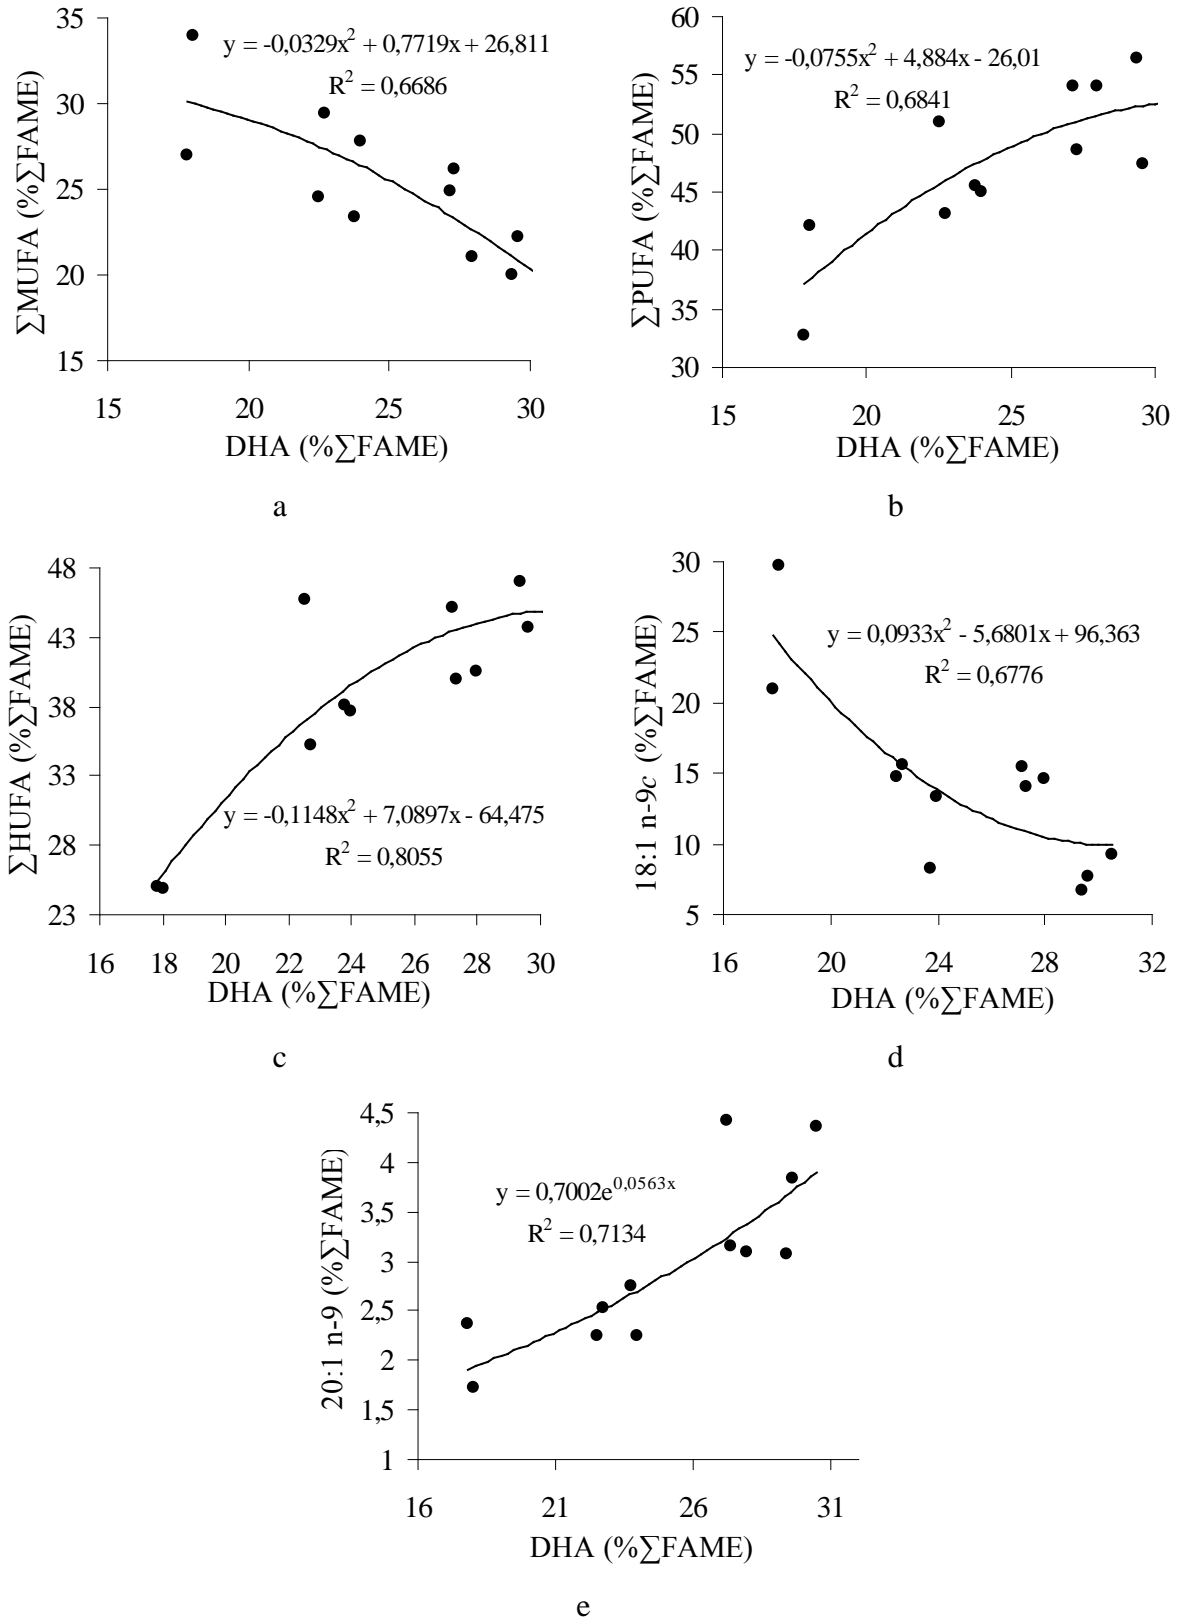 35
30
25
20
15
∑MUFA (%∑FAME)
y = -0,0329x² + 0,7719x + 26,811
R² = 0,6686
15 20 25 30
DHA (%∑FAME)
a
60
55
50
45
40
35
30
∑PUFA (%∑FAME)
y = -0,0755x² + 4,884x - 26,01
R² = 0,6841
15 20 25 30
DHA (%∑FAME)
b
48
43
38
33
28
23
∑HUFA (%∑FAME)
y = -0,1148x² + 7,0897x - 64,475
R² = 0,8055
16 18 20 22 24 26 28 30
DHA (%∑FAME)
c
30
25
20
15
10
5
18:1 n-9c (%∑FAME)
y = 0,0933x² - 5,6801x + 96,363
R² = 0,6776
16 20 24 28 32
DHA (%∑FAME)
d
4,5
4
3,5
3
2,5
2
1,5
1
20:1 n-9 (%∑FAME)
y = 0,7002e^0,0563x
R² = 0,7134
16 21 26 31
DHA (%∑FAME)
e